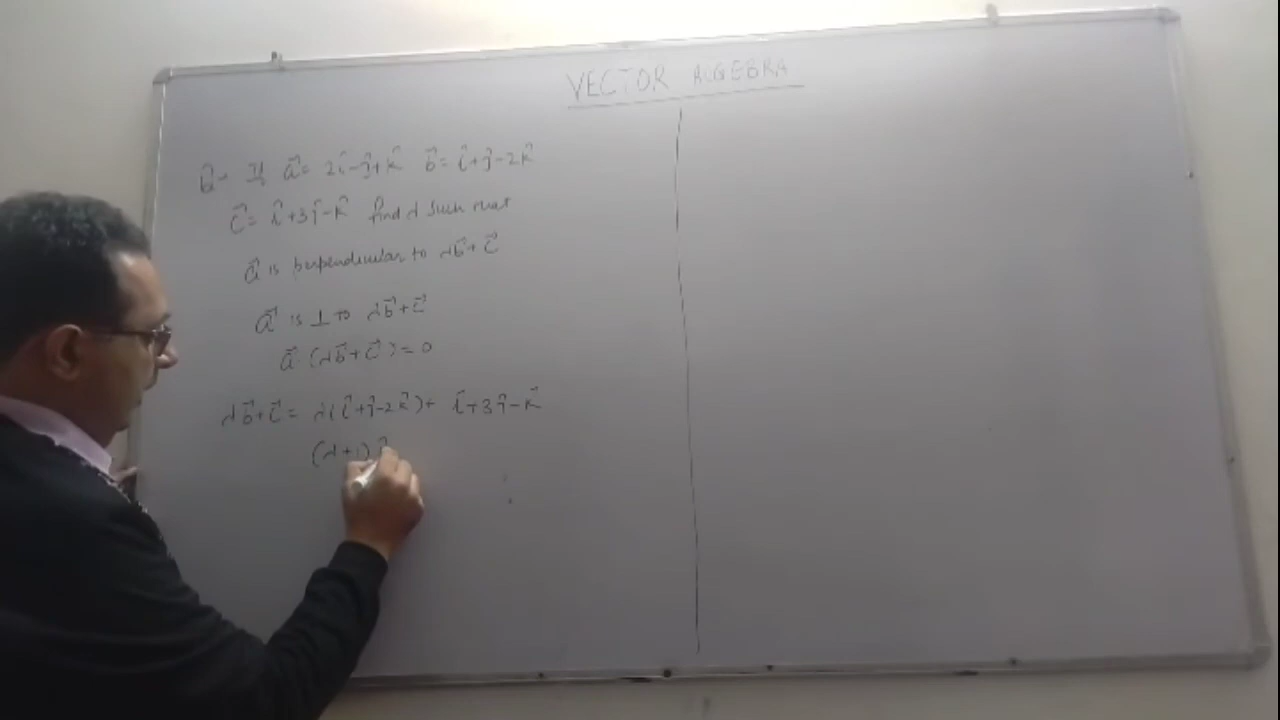 VECTOR ALGEBRA
Q- If a⃗ = 2î-ĵ+k̂ b⃗ = î+ĵ-2k̂
c⃗ = î+3ĵ-k̂ find λ such that
a⃗ is perpendicular to λb⃗+c⃗
a⃗ is ⊥ to λb⃗+c⃗
a⃗·(λb⃗+c⃗)=0
λb⃗+c⃗ = λ(î+ĵ-2k̂)+ î+3ĵ-k̂
(λ+1)